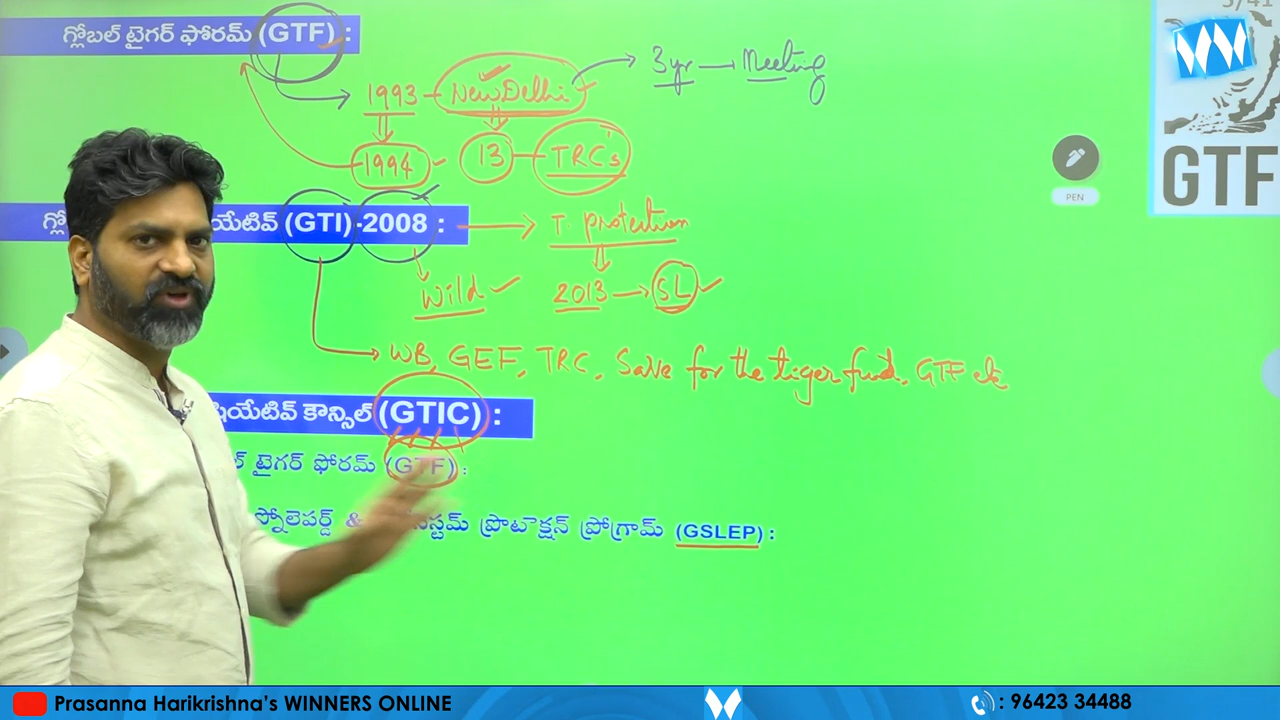 గ్లోబల్ టైగర్ ఫోరమ్ (GTF) :
3yr → Meeting
1993 - New Delhi
1994 13 - TRC's
GTF
PEN
యేటివ్ (GTI)-2008 :
T. protection
Wild 2013 → SL
WB, GEF, TRC, Save for the tiger fund, GTF etc
షియేటివ్ కౌన్సిల్ (GTIC) :
టైగర్ ఫోరమ్ (GTF) :
స్నోలెపర్డ్ & ప్రొటెక్షన్ ప్రోగ్రామ్ (GSLEP) :
Prasanna Harikrishna's WINNERS ONLINE
: 96423 34488